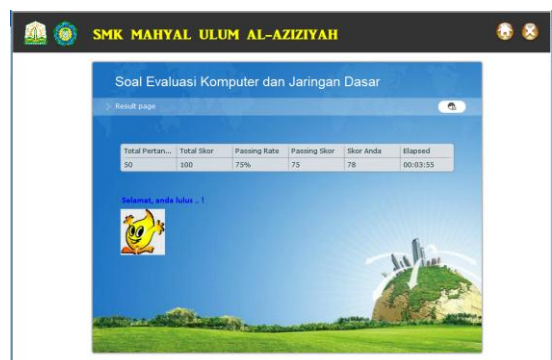 SMK MAHYAL ULUM AL-AZIZIYAH
Soal Evaluasi Komputer dan Jaringan Dasar
Result page
Total Pertan... Total Skor Passing Rate Passing Skor Skor Anda Elapsed
50 100 75% 75 78 00:03:55
Selamat, anda lulus .. !